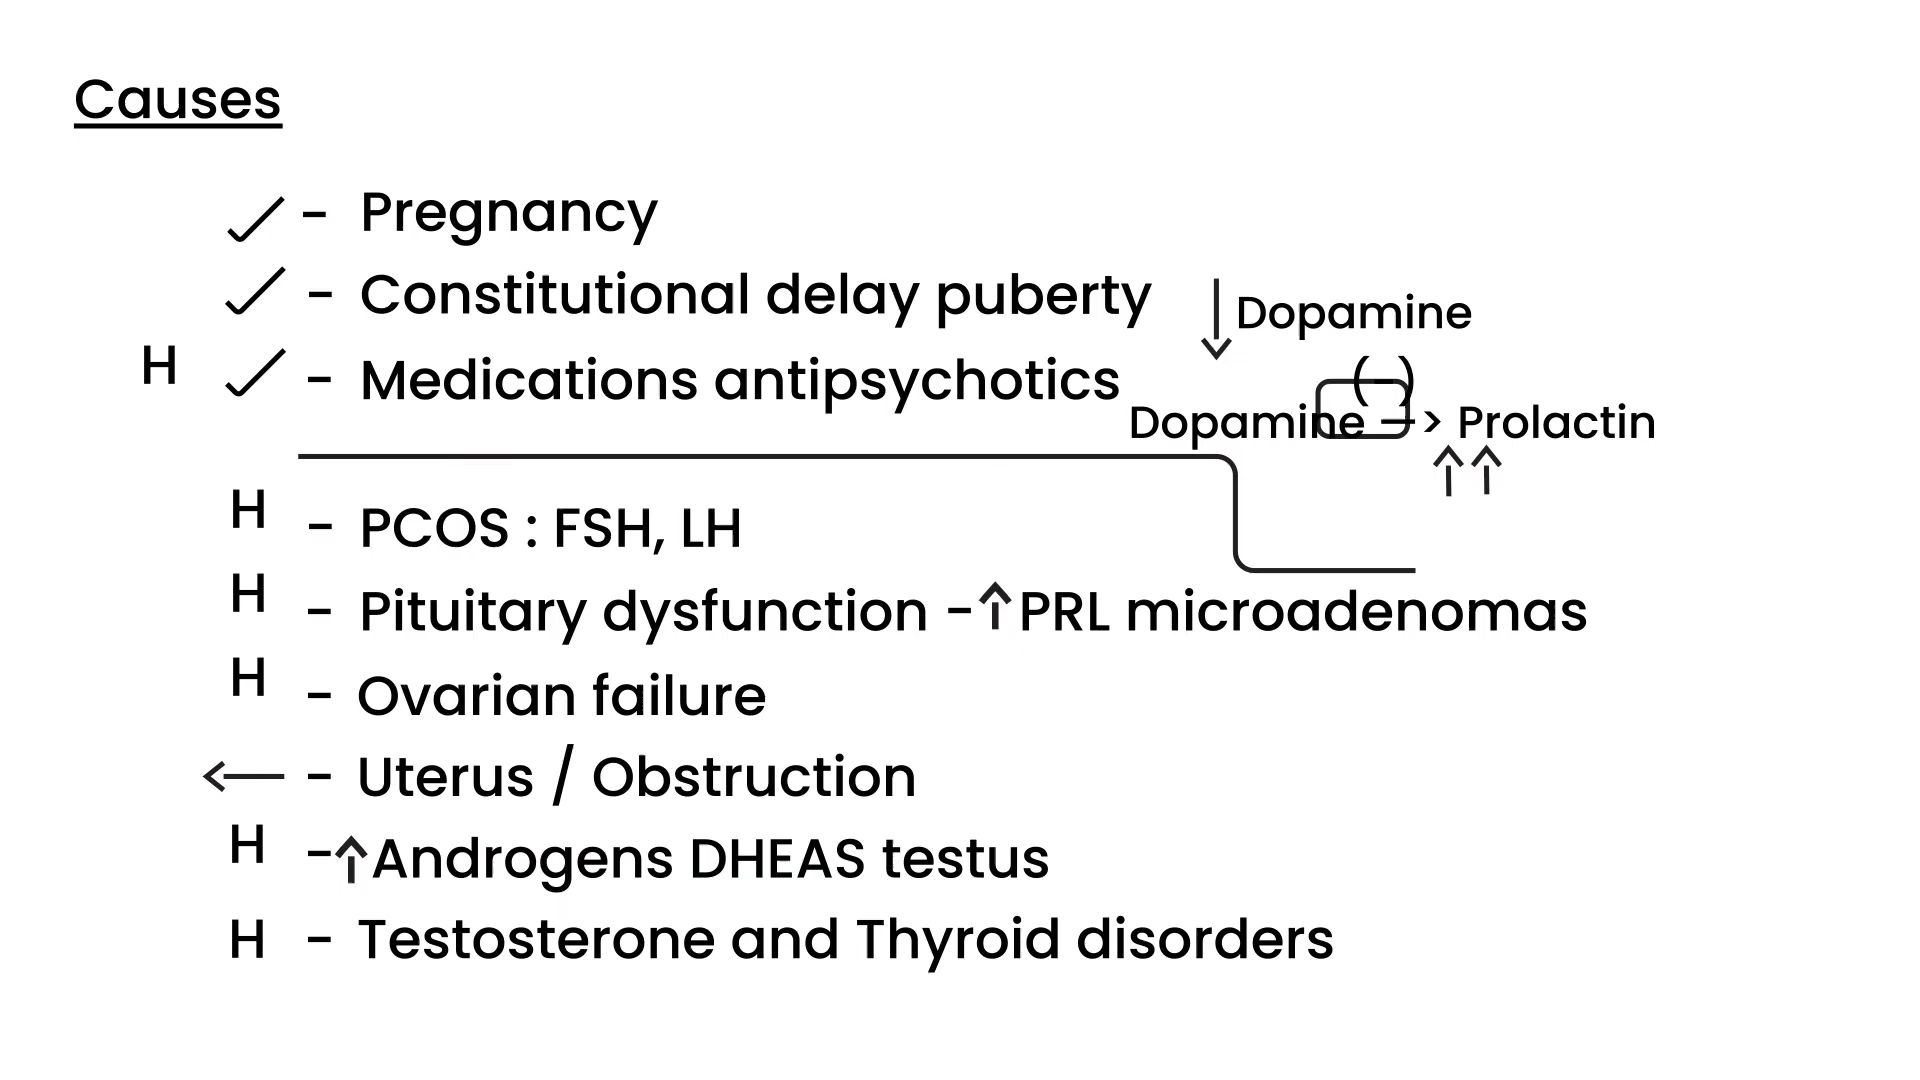 Causes
✓ - Pregnancy
✓ - Constitutional delay puberty
↓ Dopamine
H ✓ - Medications antipsychotics
(-)
Dopamine —> Prolactin
↑↑
H - PCOS : FSH, LH
H - Pituitary dysfunction -↑PRL microadenomas
H - Ovarian failure
← - Uterus / Obstruction
H -↑Androgens DHEAS testus
H - Testosterone and Thyroid disorders